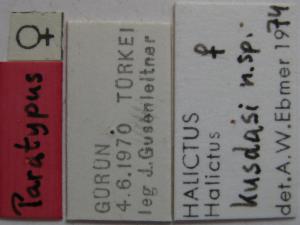 ♀
Paratypus
GÜRÜN
4.6.1970 TÜRKEI
leg J. Gusenleitner
♀
HALICTUS
Halictus
kusdasi n.sp.
det. A. W. Ebmer 1974